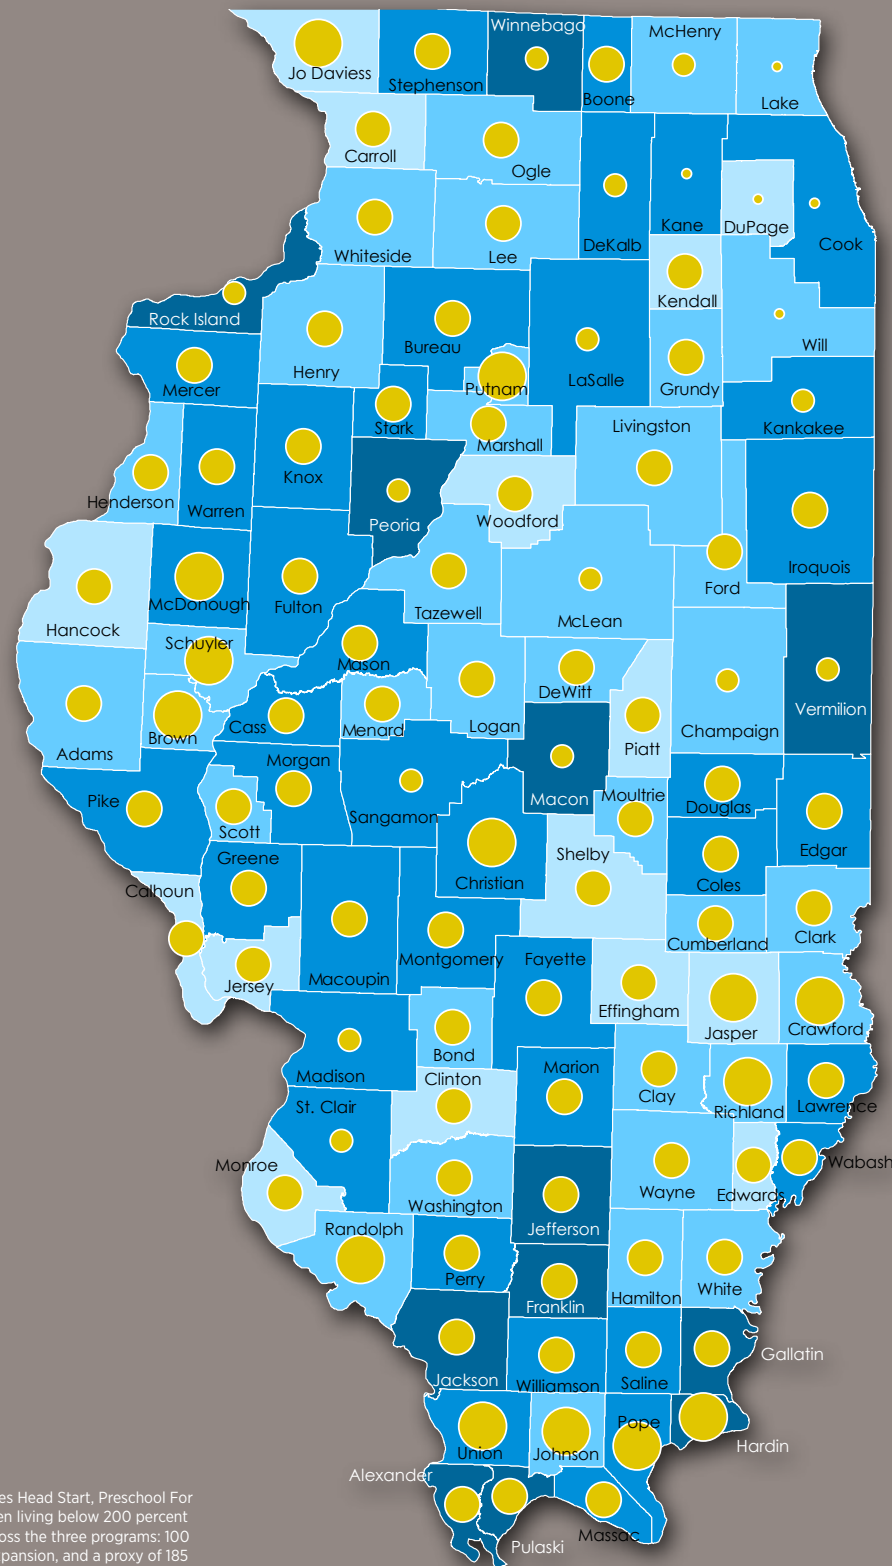 Winnebago
McHenry
Jo Daviess
Stephenson
Boone
Lake
Carroll
Ogle
Whiteside
Lee
DeKalb
Kane
DuPage
Cook
Kendall
Rock Island
Henry
Bureau
Will
Mercer
Putnam
LaSalle
Grundy
Stark
Marshall
Livingston
Kankakee
Knox
Henderson
Warren
Peoria
Woodford
Iroquois
Hancock
McDonough
Fulton
Tazewell
McLean
Ford
Schuyler
Mason
DeWitt
Adams
Brown
Cass
Menard
Logan
Piatt
Champaign
Vermilion
Morgan
Macon
Moultrie
Pike
Scott
Sangamon
Douglas
Greene
Shelby
Edgar
Christian
Coles
Calhoun
Cumberland
Clark
Macoupin
Montgomery
Fayette
Jersey
Effingham
Jasper
Crawford
Bond
Madison
Clinton
Marion
Clay
Richland
Lawrence
St. Clair
Monroe
Wabash
Washington
Wayne
Edwards
Randolph
Jefferson
Perry
White
Franklin
Hamilton
Gallatin
Jackson
Williamson
Saline
Pope
Hardin
Union
Johnson
Alexander
Massac
Pulaski
es Head Start, Preschool For
en living below 200 percent
oss the three programs: 100
pansion, and a proxy of 185